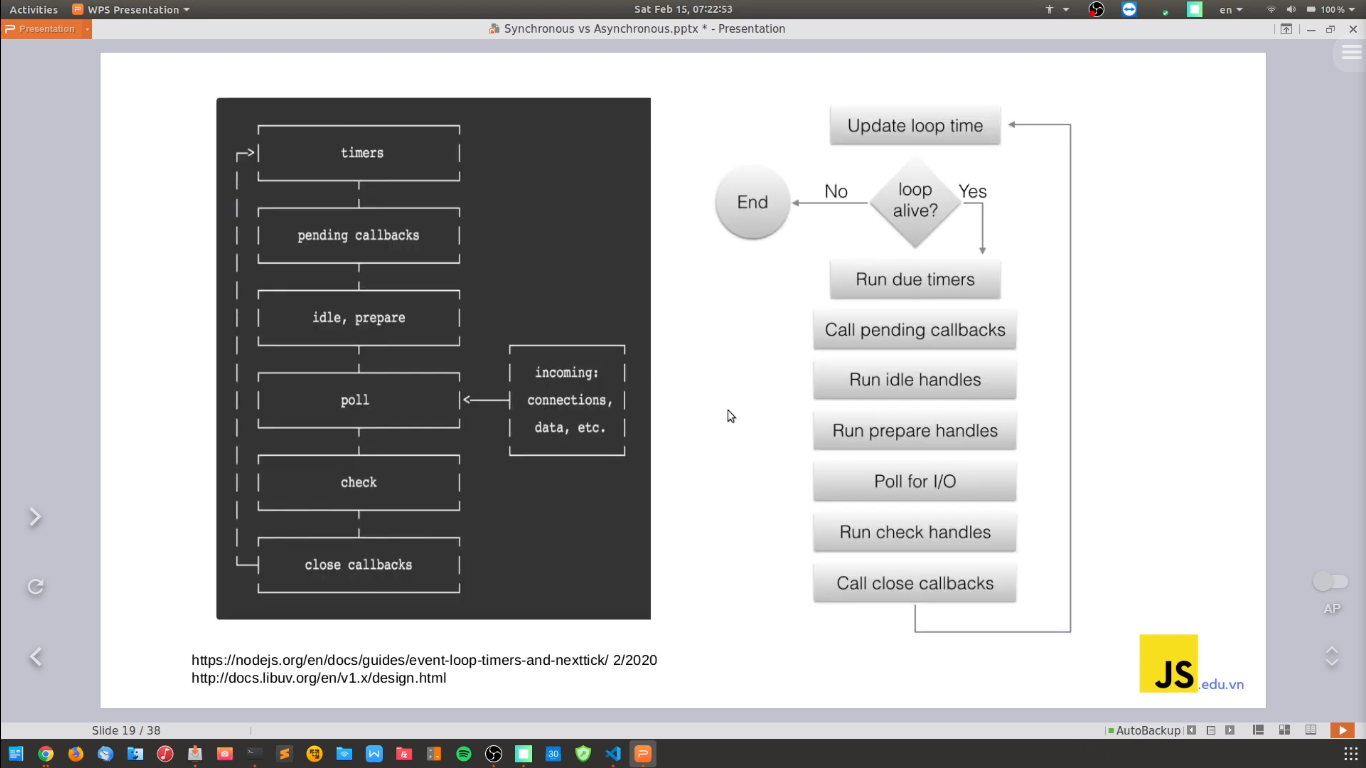 Activities
WPS Presentation
Sat Feb 15, 07:22:53
en
100 %
Presentation
Synchronous vs Asynchronous.pptx * - Presentation
timers
pending callbacks
idle, prepare
poll
incoming:
connections,
data, etc.
check
close callbacks
Update loop time
End
No
loop
alive?
Yes
Run due timers
Call pending callbacks
Run idle handles
Run prepare handles
Poll for I/O
Run check handles
Call close callbacks
https://nodejs.org/en/docs/guides/event-loop-timers-and-nexttick/ 2/2020
http://docs.libuv.org/en/v1.x/design.html
JS.edu.vn
AP
Slide 19 / 38
AutoBackup
30